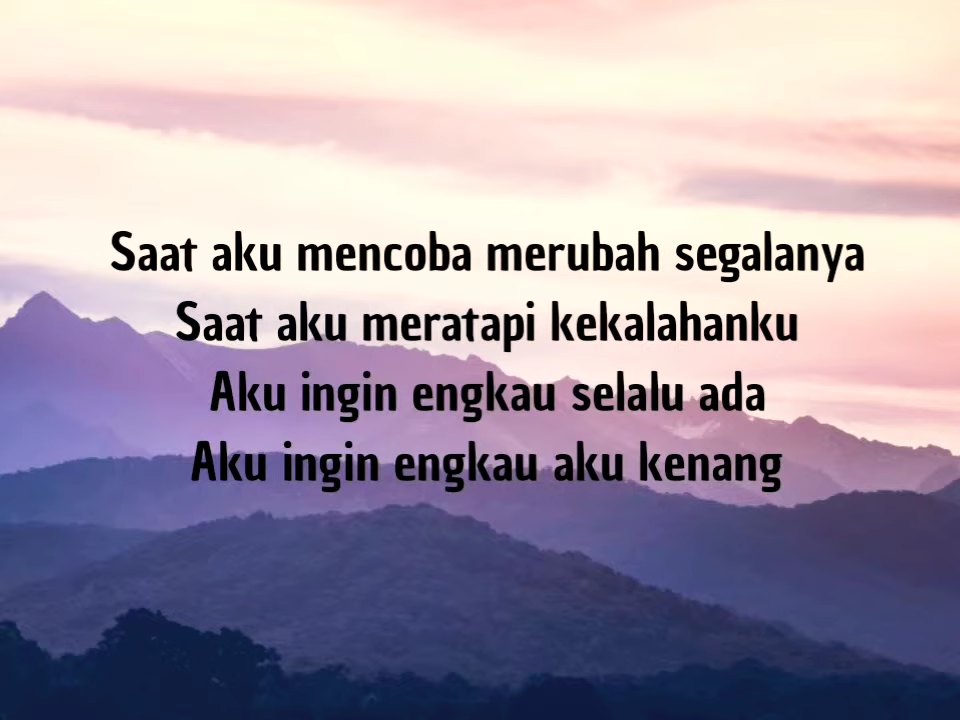 Saat aku mencoba merubah segalanya
Saat aku meratapi kekalahanku
Aku ingin engkau selalu ada
Aku ingin engkau aku kenang